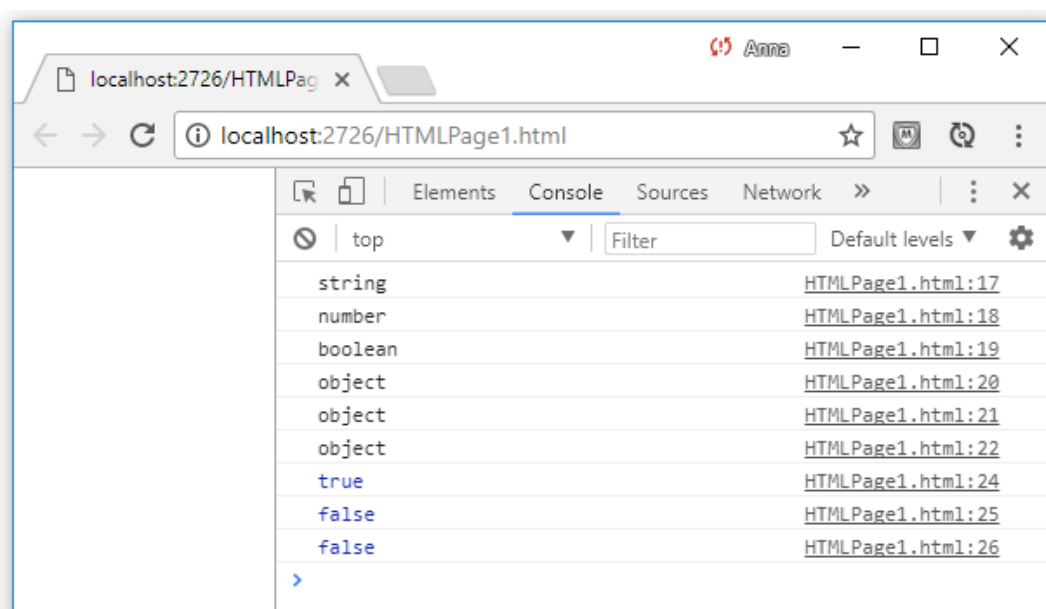 Anna
localhost:2726/HTMLPag
localhost:2726/HTMLPage1.html
Elements Console Sources Network »
top Filter Default levels
string HTMLPage1.html:17
number HTMLPage1.html:18
boolean HTMLPage1.html:19
object HTMLPage1.html:20
object HTMLPage1.html:21
object HTMLPage1.html:22
true HTMLPage1.html:24
false HTMLPage1.html:25
false HTMLPage1.html:26
>